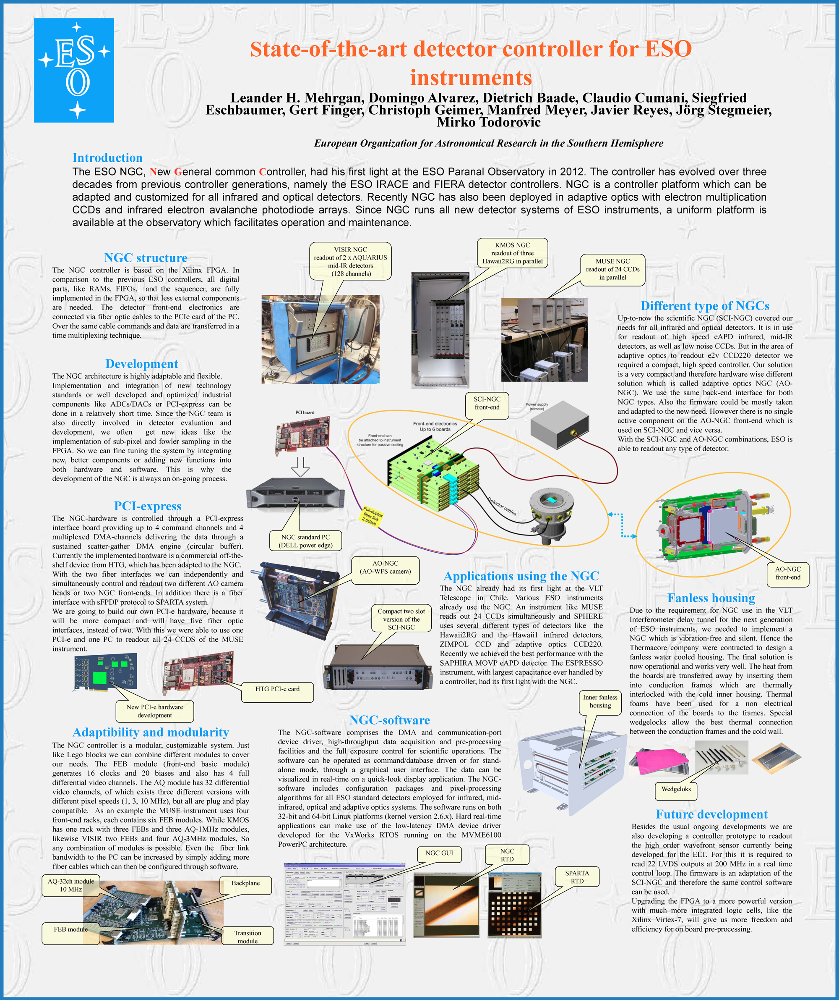 ESO
State-of-the-art detector controller for ESO
instruments
Leander H. Mehrgan, Domingo Alvarez, Dietrich Baade, Claudio Cumani, Siegfried
Eschbaumer, Gert Finger, Christoph Geimer, Manfred Meyer, Javier Reyes, Jörg Stegmeier,
Mirko Todorovic
European Organization for Astronomical Research in the Southern Hemisphere
Introduction
The ESO NGC, New General common Controller, had his first light at the ESO Paranal Observatory in 2012. The controller has evolved over three
decades from previous controller generations, namely the ESO IRACE and FIERA detector controllers. NGC is a controller platform which can be
adapted and customized for all infrared and optical detectors. Recently NGC has also been deployed in adaptive optics with electron multiplication
CCDs and infrared electron avalanche photodiode arrays. Since NGC runs all new detector systems of ESO instruments, a uniform platform is
available at the observatory which facilitates operation and maintenance.
NGC structure
The NGC controller is based on the Xilinx FPGA. In
comparison to the previous ESO controllers, all digital
parts, like RAMs, FIFOs, and the sequencer, are fully
implemented in the FPGA, so that less external components
are needed. The detector front-end electronics are
connected via fiber optic cables to the PCIe card of the PC.
Over the same cable commands and data are transferred in a
time multiplexing technique.
Development
The NGC architecture is highly adaptable and flexible.
Implementation and integration of new technology
standards or well developed and optimized industrial
components like ADCs/DACs or PCI-express can be
done in a relatively short time. Since the NGC team is
also directly involved in detector evaluation and
development, we often get new ideas like the
implementation of sub-pixel and fowler sampling in the
FPGA. So we can fine tuning the system by integrating
new, better components or adding new functions into
both hardware and software. This is why the
development of the NGC is always an on-going process.
PCI-express
The NGC-hardware is controlled through a PCI-express
interface board providing up to 4 command channels and 4
multiplexed DMA-channels delivering the data through a
sustained scatter-gather DMA engine (circular buffer).
Currently the implemented hardware is a commercial off-the-
shelf device from HTG, which has been adapted to the NGC.
With the two fiber interfaces we can independently and
simultaneously control and readout two different AO camera
heads or two NGC front-ends. In addition there is a fiber
interface with sFPDP protocol to SPARTA system.
We are going to build our own PCI-e hardware, because it
will be more compact and will have five fiber optic
interfaces, instead of two. With this we were able to use one
PCI-e and one PC to readout all 24 CCDS of the MUSE
instrument.
New PCI-e hardware
development
HTG PCI-e card
Adaptibility and modularity
The NGC controller is a modular, customizable system. Just
like Lego blocks we can combine different modules to cover
our needs. The FEB module (front-end basic module)
generates 16 clocks and 20 biases and also has 4 full
differential video channels. The AQ module has 32 differential
video channels, of which exists three different versions with
different pixel speeds (1, 3, 10 MHz), but all are plug and play
compatible. As an example the MUSE instrument uses four
front-end racks, each contains six FEB modules. While KMOS
has one rack with three FEBs and three AQ-1MHz modules,
likewise VISIR two FEBs and four AQ-3MHz modules, So
any combination of modules is possible. Even the fiber link
bandwidth to the PC can be increased by simply adding more
fiber cables which can then be configured through software.
AQ-32ch module
10 MHz
Backplane
FEB module
Transition
module
VISIR NGC
readout of 2 x AQUARIUS
mid-IR detectors
(128 channels)
KMOS NGC
readout of three
Hawaii2RG in parallel
MUSE NGC
readout of 24 CCDs
in parallel
SCI-NGC
front-end
Power supply
(remote)
PCI board
Front-end electronics
Up to 6 boards
Front-end can
be attached to instrument
structure for passive cooling
Detector cables
Full-duplex
fiber link
2.5Gb/s
DELL
NGC standard PC
(DELL power edge)
AO-NGC
(AO-WFS camera)
Compact two slot
version of the
SCI-NGC
AO-NGC
front-end
Applications using the NGC
The NGC already had its first light at the VLT
Telescope in Chile. Various ESO instruments
already use the NGC. An instrument like MUSE
reads out 24 CCDs simultaneously and SPHERE
uses several different types of detectors like the
Hawaii2RG and the Hawaii1 infrared detectors,
ZIMPOL CCD and adaptive optics CCD220.
Recently we achieved the best performance with the
SAPHIRA MOVP eAPD detector. The ESPRESSO
instrument, with largest capacitance ever handled by
a controller, had its first light with the NGC.
NGC-software
The NGC-software comprises the DMA and communication-port
device driver, high-throughput data acquisition and pre-processing
facilities and the full exposure control for scientific operations. The
software can be operated as command/database driven or for stand-
alone mode, through a graphical user interface. The data can be
visualized in real-time on a quick-look display application. The NGC-
software includes configuration packages and pixel-processing
algorithms for all ESO standard detectors employed for infrared, mid-
infrared, optical and adaptive optics systems. The software runs on both
32-bit and 64-bit Linux platforms (kernel version 2.6.x). Hard real-time
applications can make use of the low-latency DMA device driver
developed for the VxWorks RTOS running on the MVME6100
PowerPC architecture.
NGC GUI
NGC
RTD
SPARTA
RTD
Different type of NGCs
Up-to-now the scientific NGC (SCI-NGC) covered our
needs for all infrared and optical detectors. It is in use
for readout of high speed eAPD infrared, mid-IR
detectors, as well as low noise CCDs. But in the area of
adaptive optics to readout e2v CCD220 detector we
required a compact, high speed controller. Our solution
is a very compact and therefore hardware wise different
solution which is called adaptive optics NGC (AO-
NGC). We use the same back-end interface for both
NGC types. Also the firmware could be mostly taken
and adapted to the new need. However there is no single
active component on the AO-NGC front-end which is
used on SCI-NGC and vice versa.
With the SCI-NGC and AO-NGC combinations, ESO is
able to readout any type of detector.
Fanless housing
Due to the requirement for NGC use in the VLT
Interferometer delay tunnel for the next generation
of ESO instruments, we needed to implement a
NGC which is vibration-free and silent. Hence the
Thermacore company were contracted to design a
fanless water cooled housing. The final solution is
now operational and works very well. The heat from
the boards are transferred away by inserting them
into conduction frames which are thermally
interlocked with the cold inner housing. Thermal
foams have been used for a non electrical
connection of the boards to the frames. Special
wedgelocks allow the best thermal connection
between the conduction frames and the cold wall.
Inner fanless
housing
Wedgeloks
Future development
Besides the usual ongoing developments we are
also developing a controller prototype to readout
the high order wavefront sensor currently being
developed for the ELT. For this it is required to
read 22 LVDS outputs at 200 MHz in a real time
control loop. The firmware is an adaptation of the
SCI-NGC and therefore the same control software
can be used.
Upgrading the FPGA to a more powerful version
with much more integrated logic cells, like the
Xilinx Virtex-7, will give us more freedom and
efficiency for on board pre-processing.